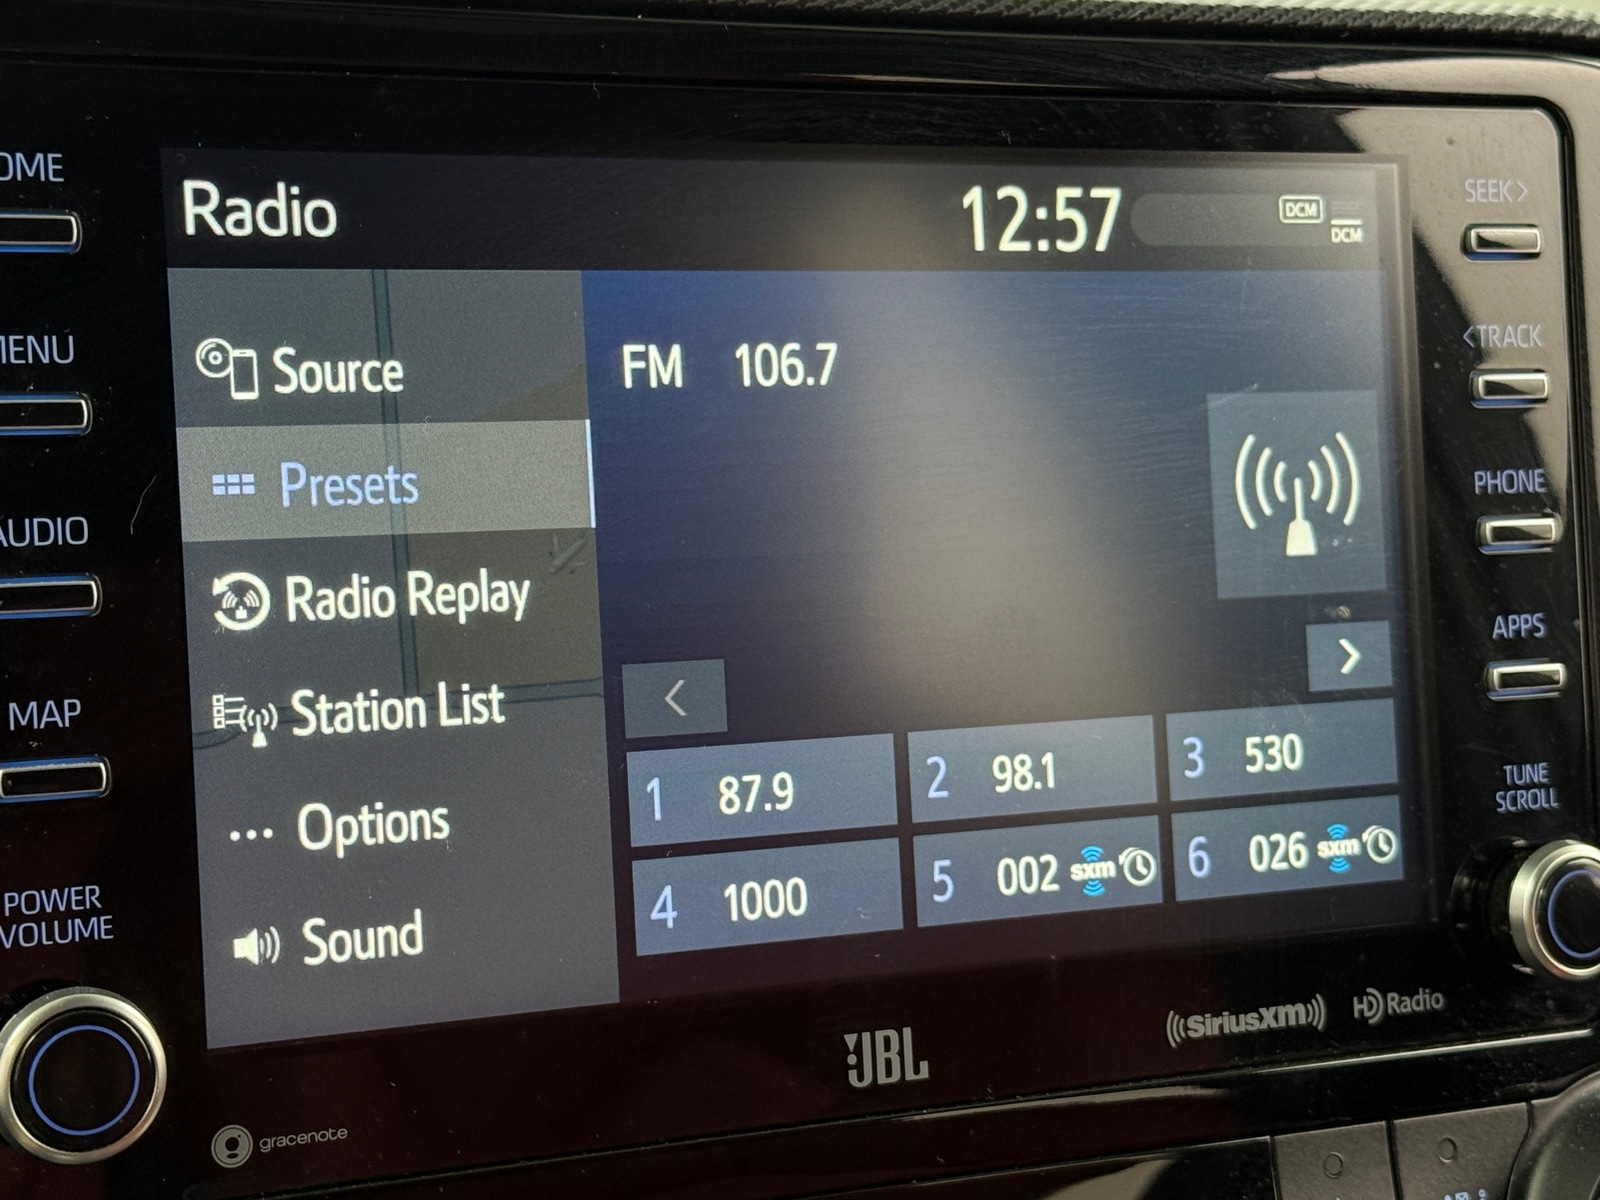 Radio
12:57
DCM
DCM
OME
MENU
AUDIO
MAP
POWER
VOLUME
Source
Presets
Radio Replay
Station List
Options
Sound
FM 106.7
<
>
1 87.9
2 98.1
3 530
4 1000
5 002 sxm
6 026 sxm
SEEK>
<TRACK
PHONE
APPS
TUNE
SCROLL
gracenote
JBL
SiriusXM
HD Radio